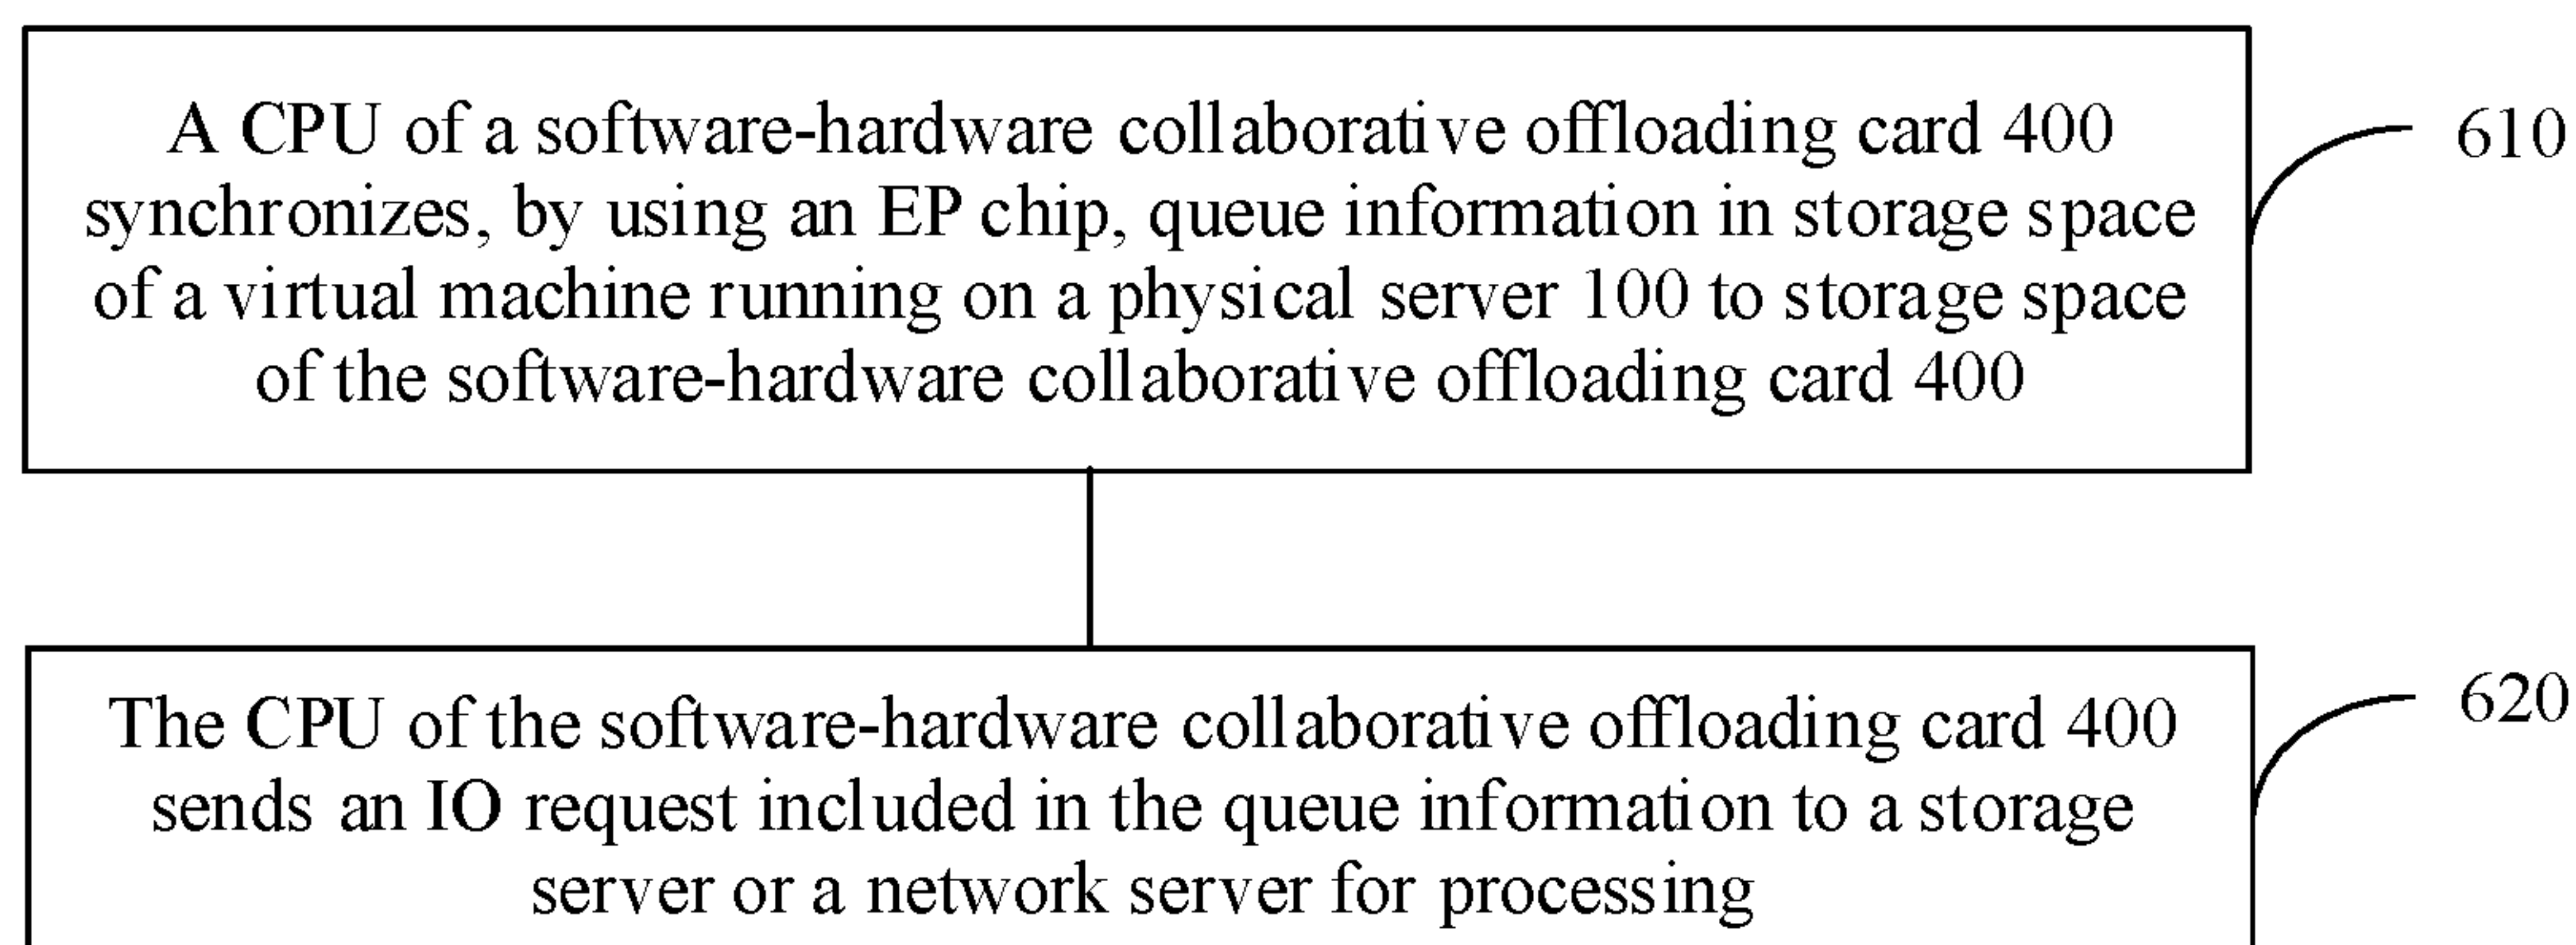 A CPU of a software-hardware collaborative offloading card 400
synchronizes, by using an EP chip, queue information in storage space
of a virtual machine running on a physical server 100 to storage space
of the software-hardware collaborative offloading card 400
610
The CPU of the software-hardware collaborative offloading card 400
sends an IO request included in the queue information to a storage
server or a network server for processing
620